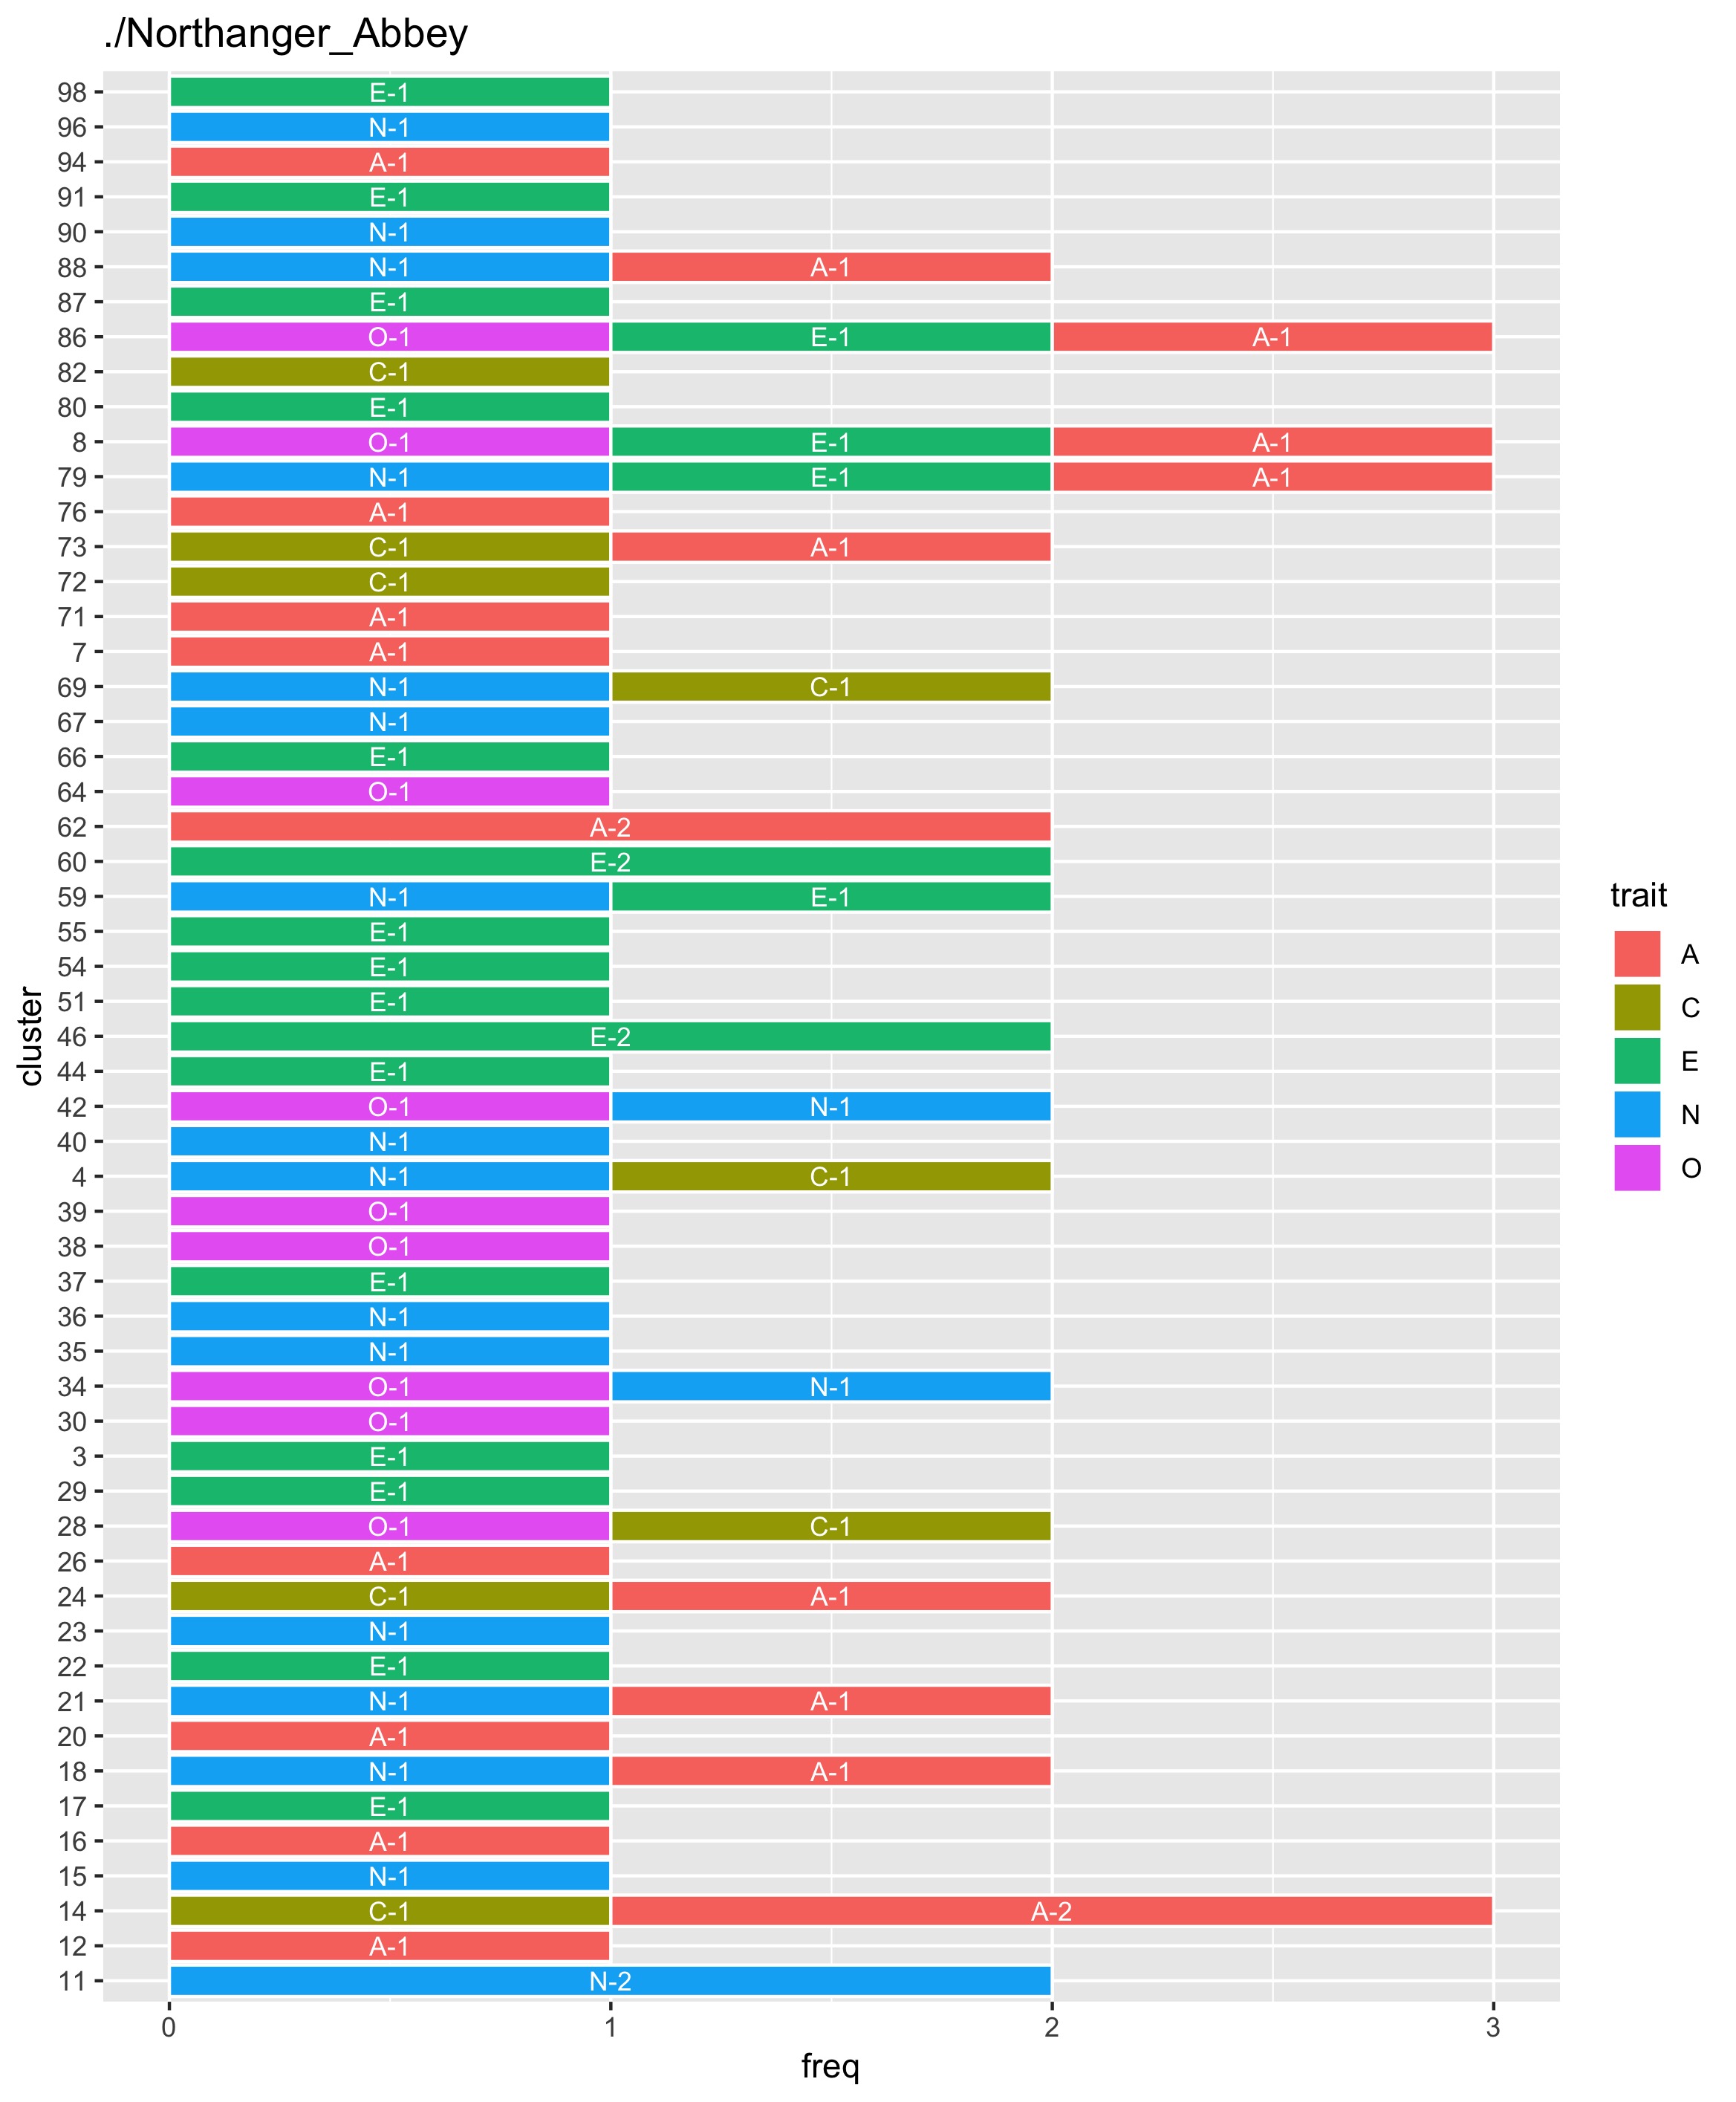 ./Northanger_Abbey
98 E-1
96 N-1
94 A-1
91 E-1
90 N-1
88 N-1 A-1
87 E-1
86 O-1 E-1 A-1
82 C-1
80 E-1
8 O-1 E-1 A-1
79 N-1 E-1 A-1
76 A-1
73 C-1 A-1
72 C-1
71 A-1
7 A-1
69 N-1 C-1
67 N-1
66 E-1
64 O-1
62 A-2
60 E-2
59 N-1 E-1
55 E-1
54 E-1
51 E-1
46 E-2
44 E-1
42 O-1 N-1
40 N-1
4 N-1 C-1
39 O-1
38 O-1
37 E-1
36 N-1
35 N-1
34 O-1 N-1
30 O-1
3 E-1
29 E-1
28 O-1 C-1
26 A-1
24 C-1 A-1
23 N-1
22 E-1
21 N-1 A-1
20 A-1
18 N-1 A-1
17 E-1
16 A-1
15 N-1
14 C-1 A-2
12 A-1
11 N-2
0 1 2 3
freq
cluster
trait
A
C
E
N
O